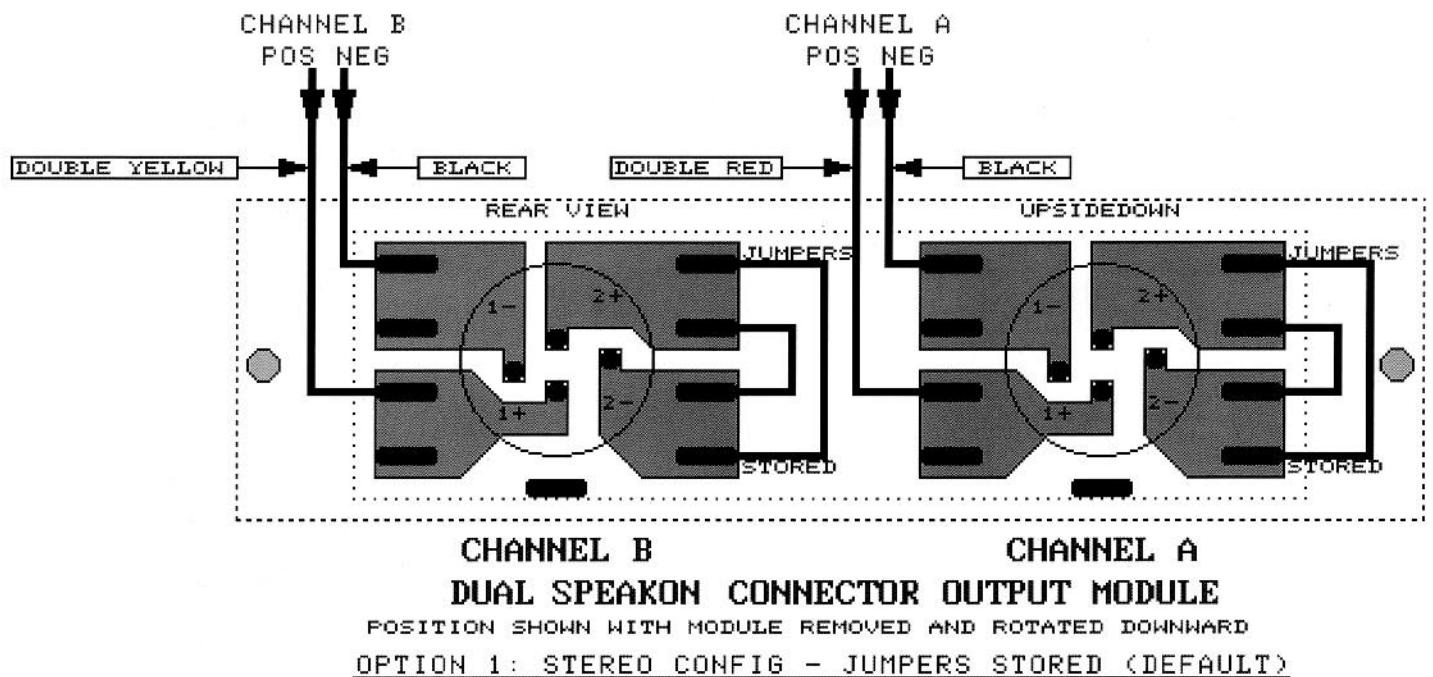 CHANNEL B
POS NEG
CHANNEL A
POS NEG
DOUBLE YELLOW
BLACK
DOUBLE RED
BLACK
REAR VIEW
UPSIDEDOWN
JUMPERS
JUMPERS
1-
2+
1-
2+
1+
2-
1+
2-
STORED
STORED
CHANNEL B
CHANNEL A
DUAL SPEAKON CONNECTOR OUTPUT MODULE
POSITION SHOWN WITH MODULE REMOVED AND ROTATED DOWNWARD
OPTION 1: STEREO CONFIG - JUMPERS STORED (DEFAULT)